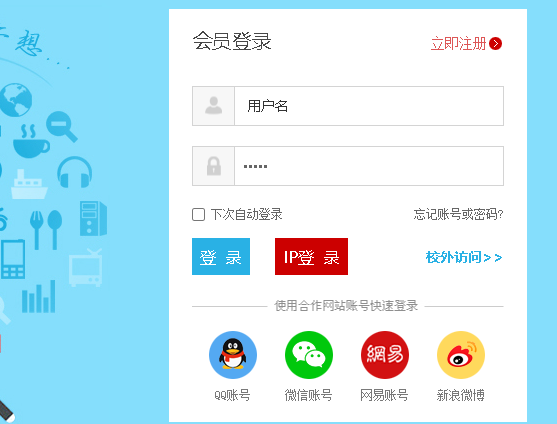 想...
会员登录 立即注册
用户名
•••••
下次自动登录 忘记账号或密码?
登 录 IP登 录 校外访问>>
使用合作网站账号快速登录
網易
QQ账号 微信账号 网易账号 新浪微博